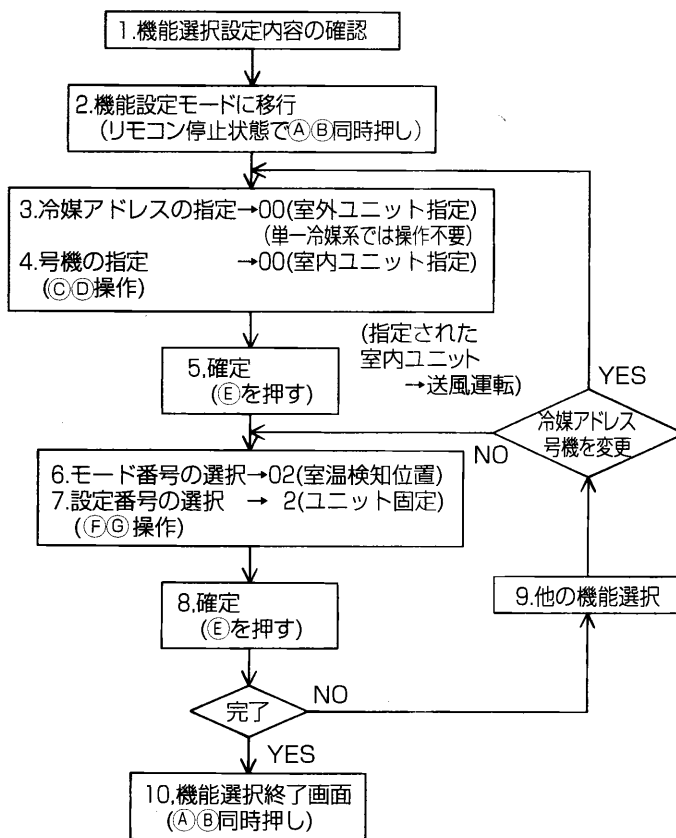 1.機能選択設定内容の確認
2.機能設定モードに移行
(リモコン停止状態でⒶⒷ同時押し)
3.冷媒アドレスの指定→00(室外ユニット指定)
(単一冷媒系では操作不要)
4.号機の指定 →00(室内ユニット指定)
(ⒸⒹ操作)
(指定された
室内ユニット
→送風運転)
5,確定
(Ⓔを押す)
YES
冷媒アドレス
号機を変更
NO
6.モード番号の選択→02(室温検知位置)
7.設定番号の選択 → 2(ユニット固定)
(ⒻⒼ操作)
8,確定
(Ⓔを押す)
9.他の機能選択
完了
NO
YES
10,機能選択終了画面
(ⒶⒷ同時押し)